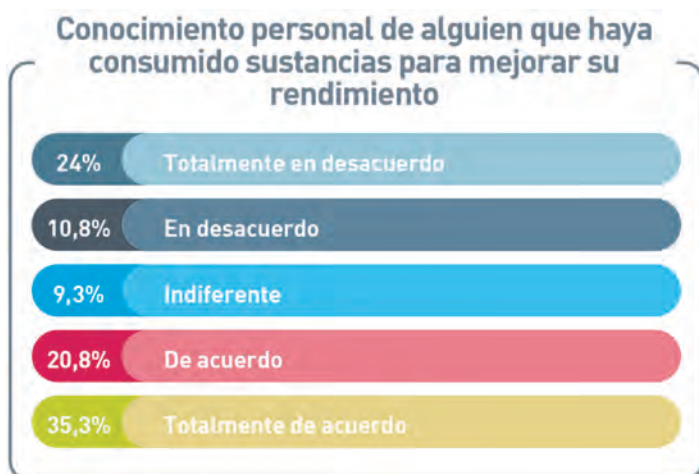 Conocimiento personal de alguien que haya
consumido sustancias para mejorar su
rendimiento
24% Totalmente en desacuerdo
10,8% En desacuerdo
9,3% Indiferente
20,8% De acuerdo
35,3% Totalmente de acuerdo